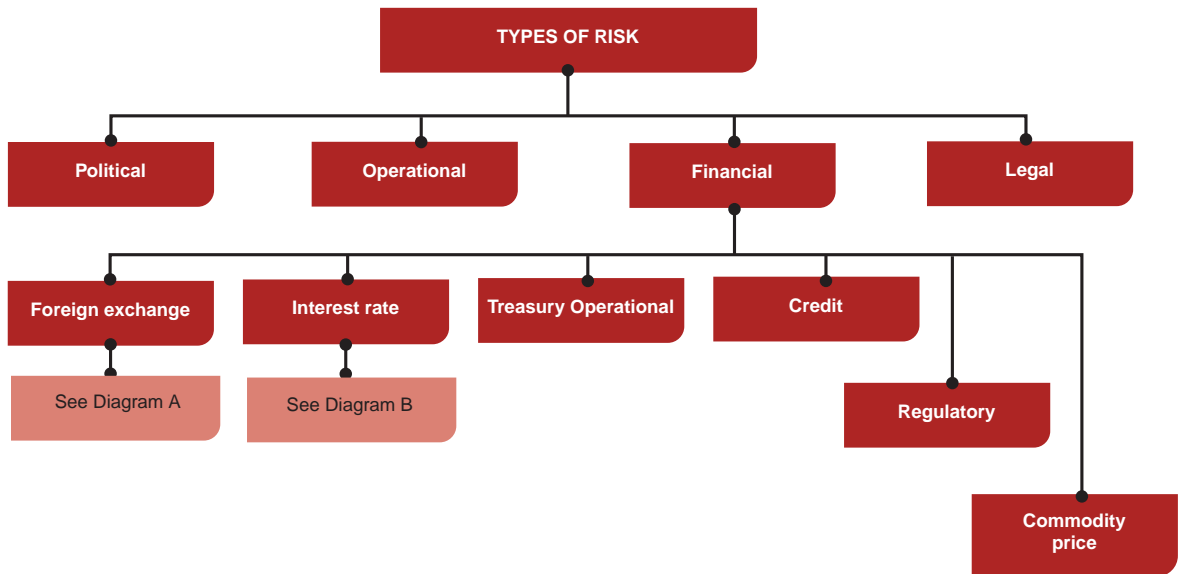 TYPES OF RISK
Political
Operational
Financial
Legal
Foreign exchange
Interest rate
Treasury Operational
Credit
See Diagram A
See Diagram B
Regulatory
Commodity
price